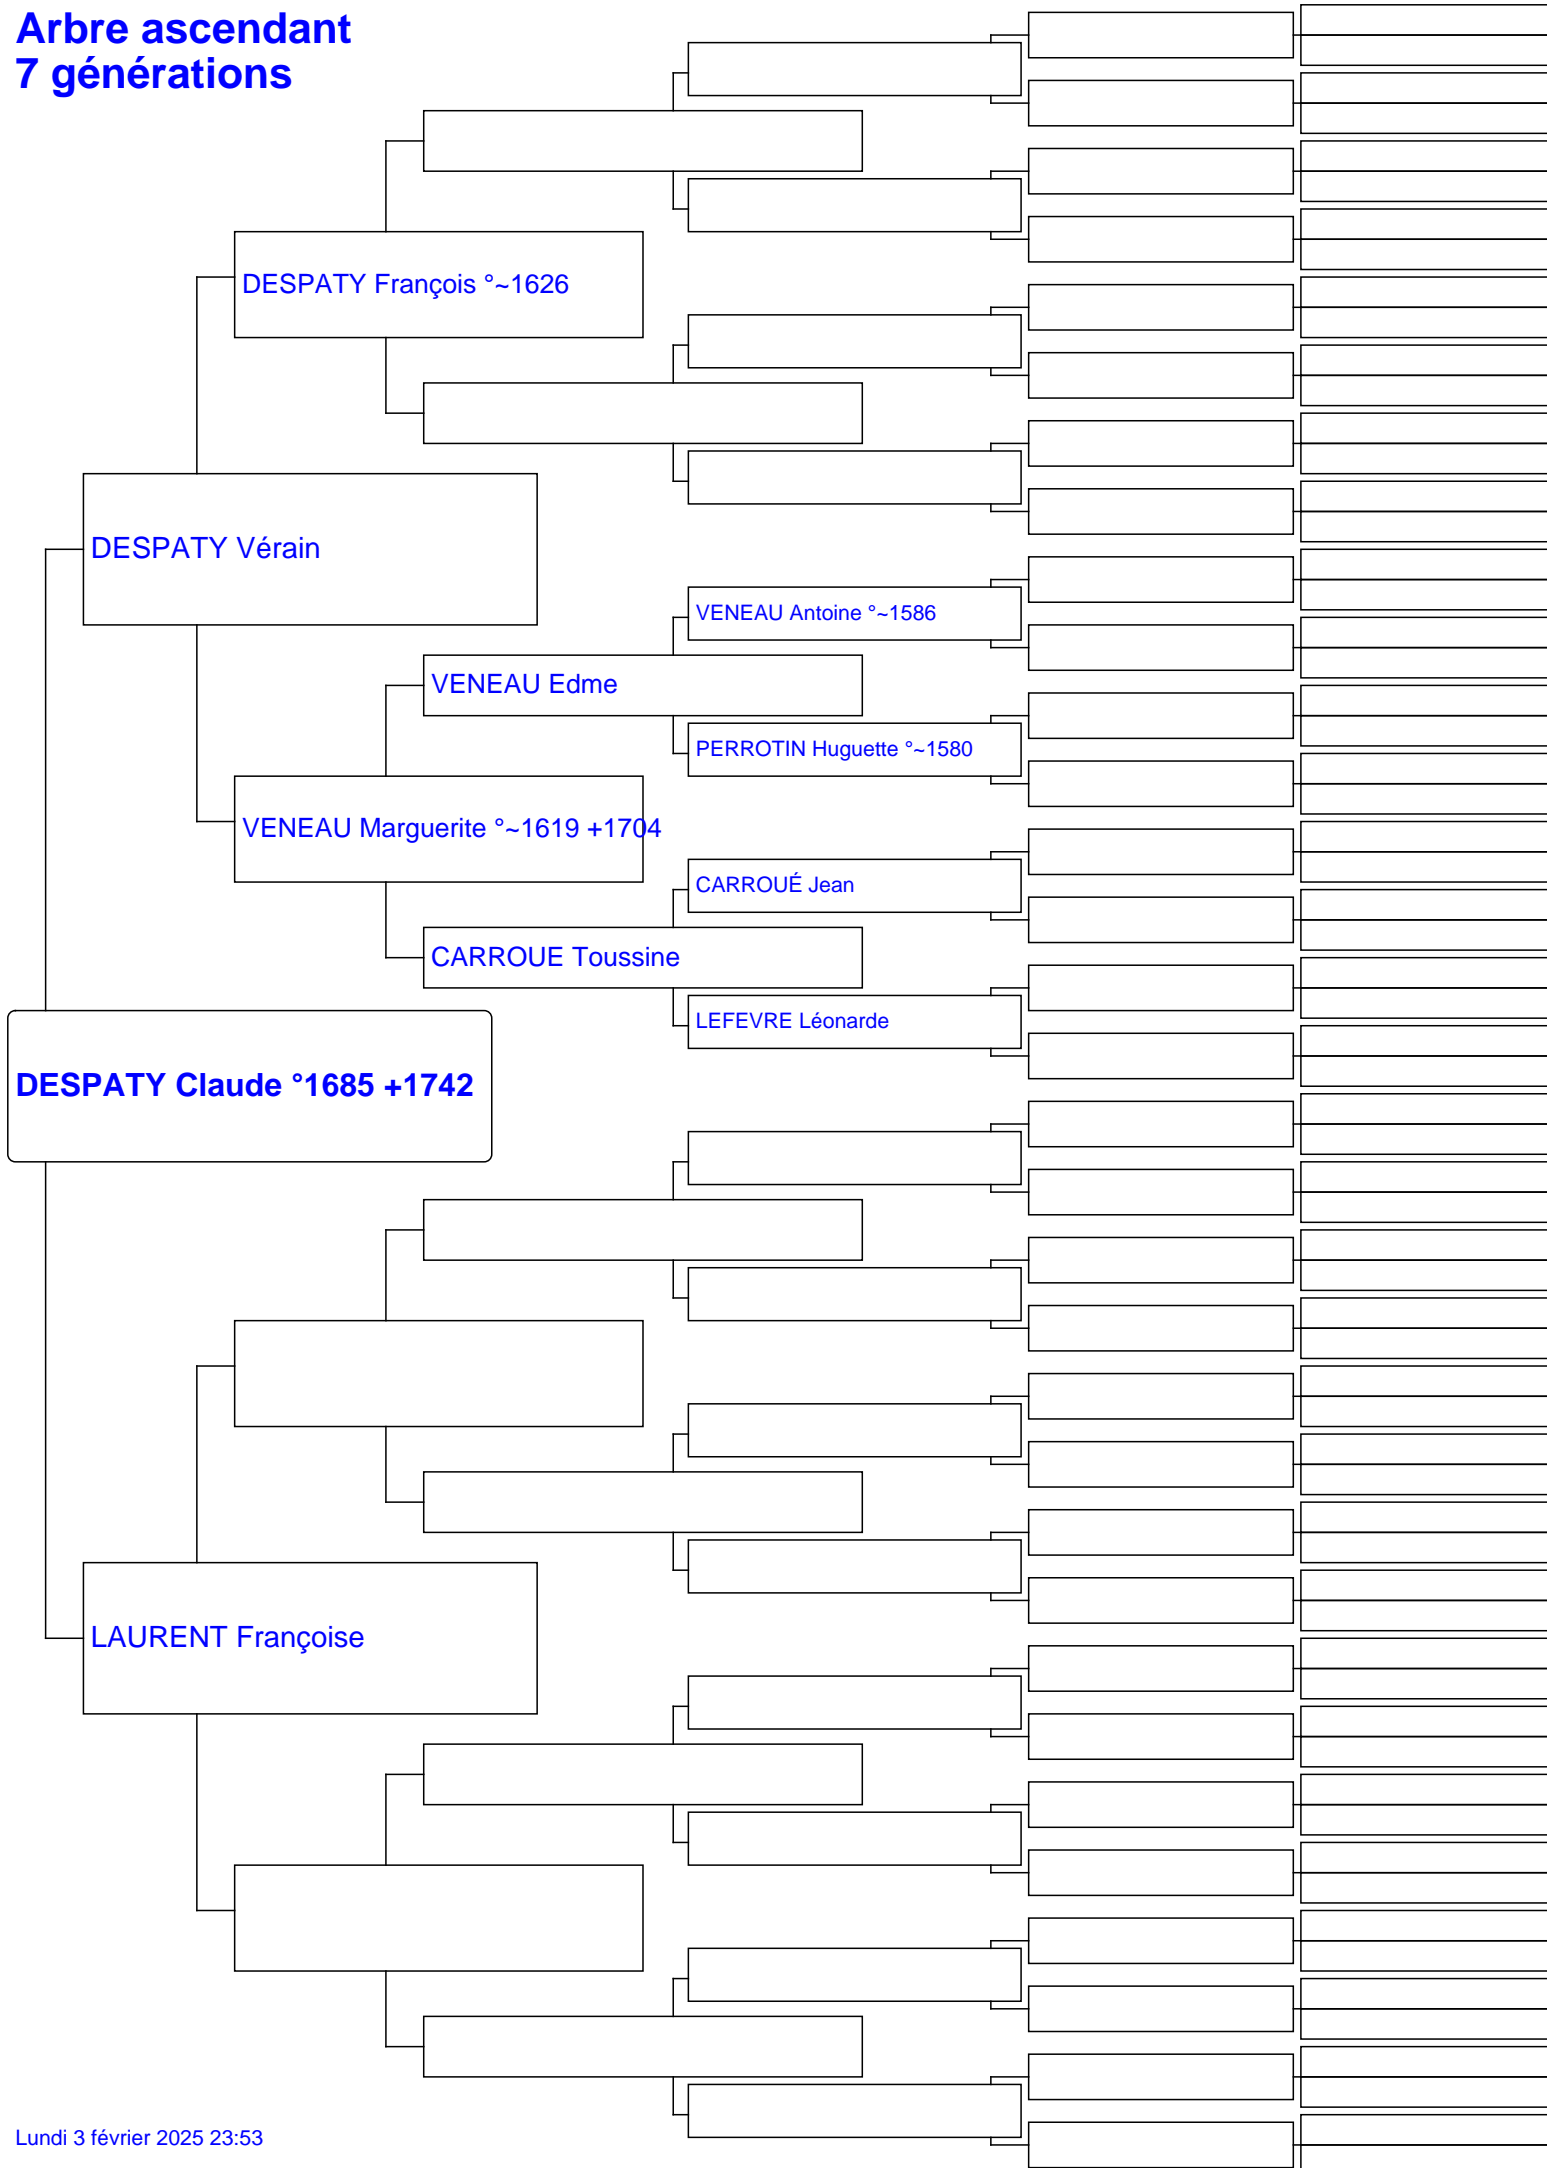 Arbre ascendant
7 générations
DESPATY François °~1626
DESPATY Vérain
VENEAU Antoine °~1586
VENEAU Edme
PERROTIN Huguette °~1580
VENEAU Marguerite °~1619 +1704
CARROUÉ Jean
CARROUE Toussine
LEFEVRE Léonarde
DESPATY Claude °1685 +1742
LAURENT Françoise
Lundi 3 février 2025 23:53